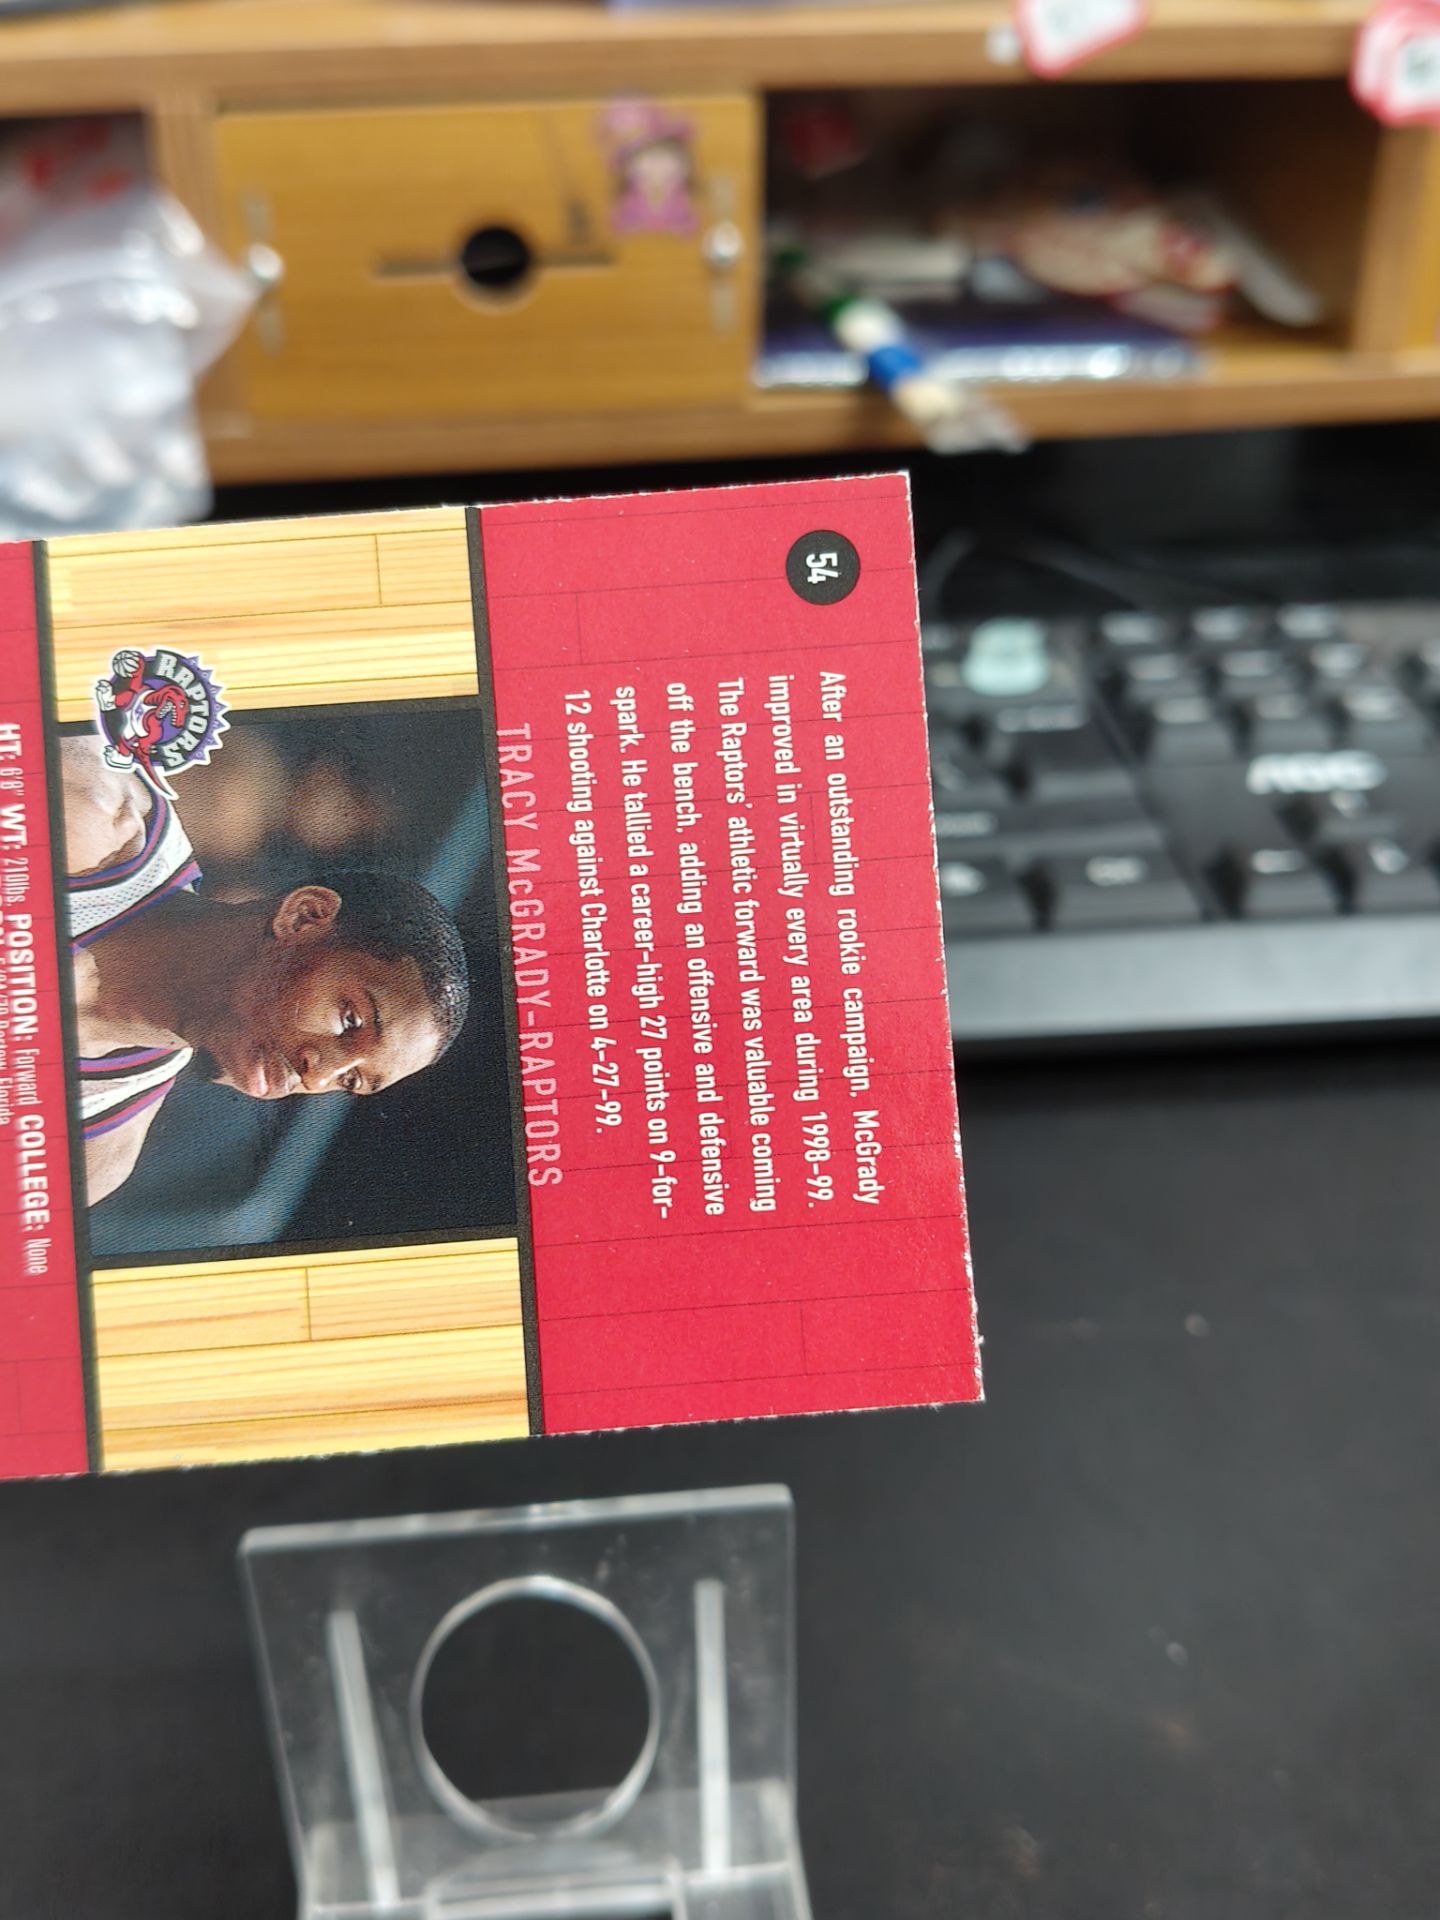 54
After an outstanding rookie campaign, McGrady
improved in virtually every area during 1998-99.
The Raptors' athletic forward was valuable coming
off the bench, adding an offensive and defensive
spark. He tallied a career-high 27 points on 9-for-
12 shooting against Charlotte on 4-27-99.
TRACY McGRADY-RAPTORS
RAPTORS
HT: 6'8" WT: 210lbs. POSITION: Forward COLLEGE: None
Florida
AOC